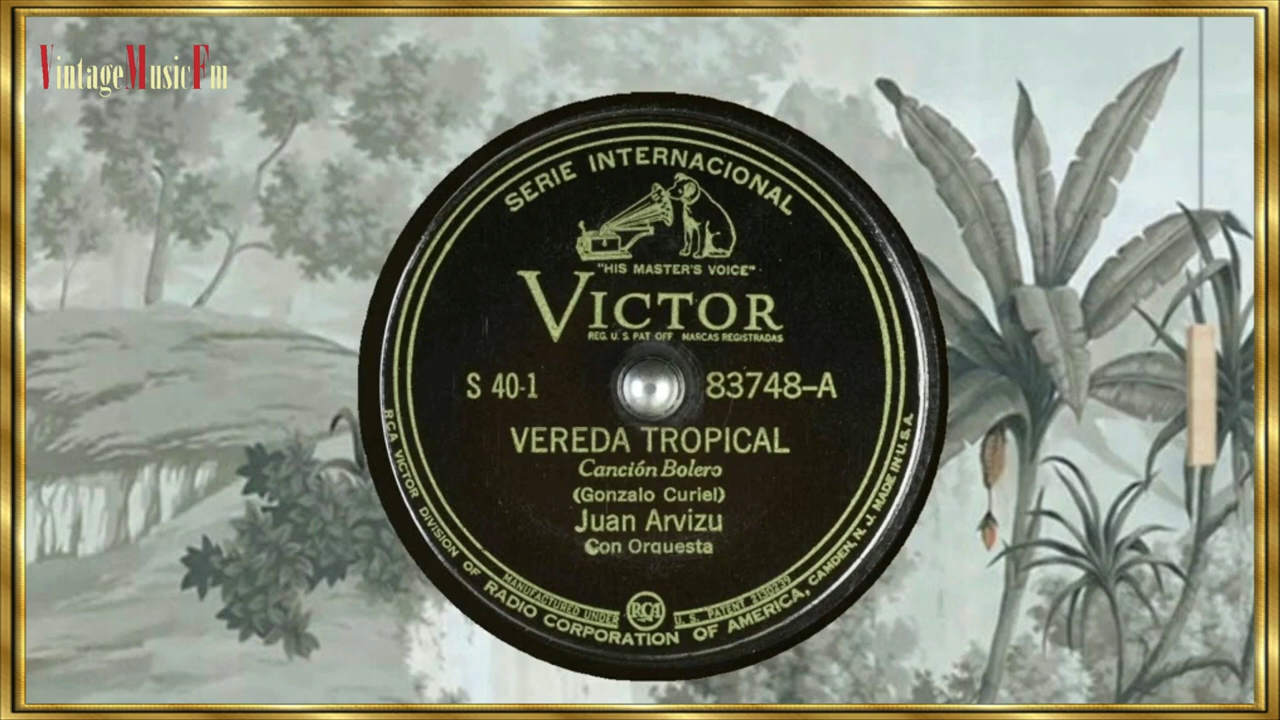 VintageMusicFm
SERIE INTERNACIONAL
"HIS MASTER'S VOICE"
VICTOR
REG. U. S. PAT. OFF. MARCAS REGISTRADAS
S 40-1
83748-A
VEREDA TROPICAL
Canción Bolero
(Gonzalo Curiel)
Juan Arvizu
Con Orquesta
MANUFACTURED UNDER RCA U. S. PATENT 2130239
RCA VICTOR DIVISION OF RADIO CORPORATION OF AMERICA, CAMDEN, N. J. MADE IN U. S. A.